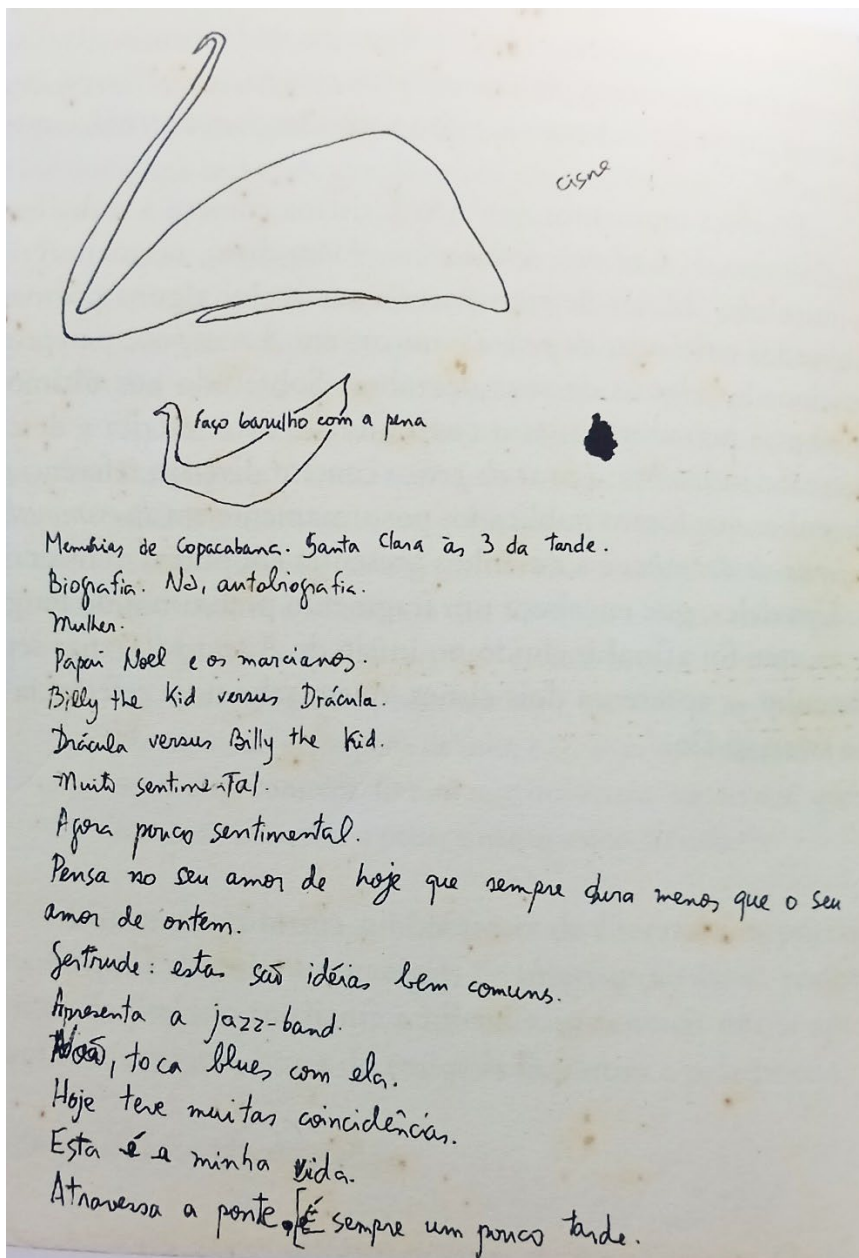 cisne
Faço barulho com a pena
Memórias de Copacabana. Santa Clara às 3 da tarde.
Biografia. Não, autobiografia.
Mulher.
Papai Noel e os marcianos.
Billy the Kid versus Drácula.
Drácula versus Billy the Kid.
Muito sentimental.
Agora pouco sentimental.
Pensa no seu amor de hoje que sempre dura menos que o seu
amor de ontem.
Gertrude: estas são idéias bem comuns.
Apresenta a jazz-band.
Não, toca blues com ela.
Hoje teve muitas coincidências.
Esta é a minha vida.
Atravessa a ponte. [É sempre um pouco tarde.